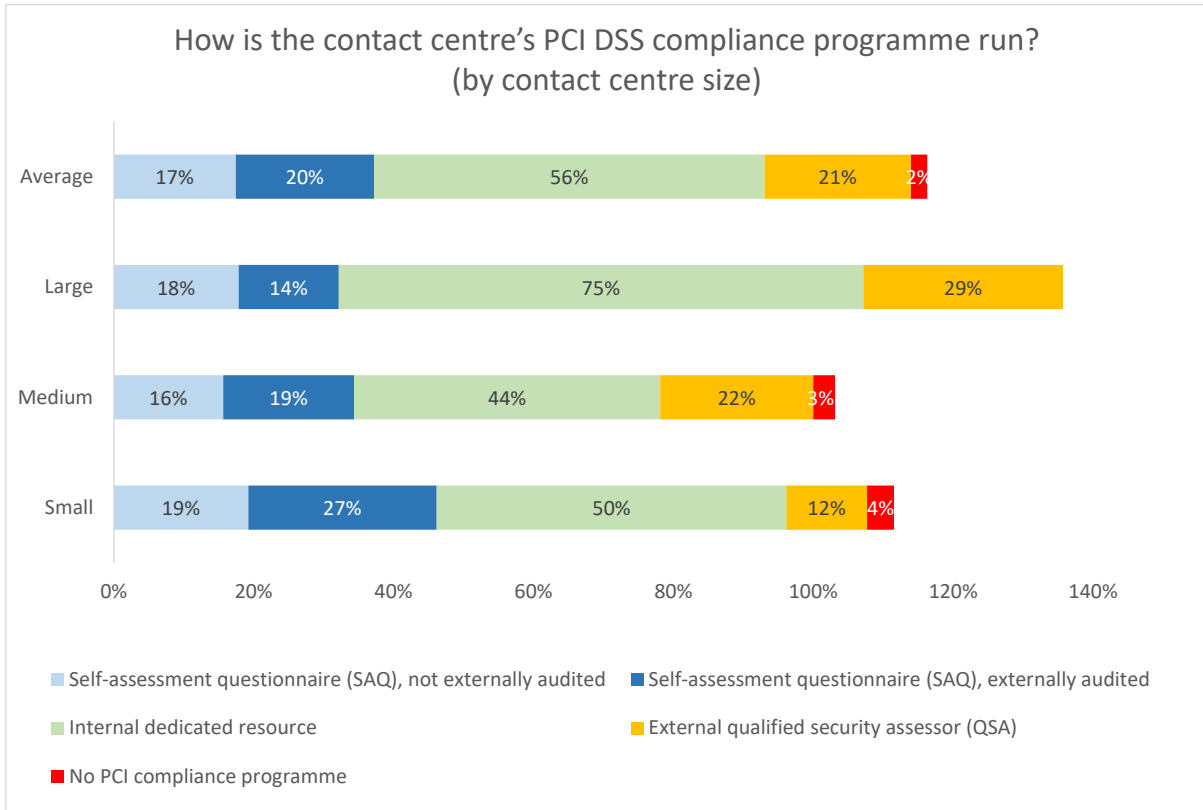 How is the contact centre’s PCI DSS compliance programme run?
(by contact centre size)
Average 17% 20% 56% 21% 2%
Large 18% 14% 75% 29%
Medium 16% 19% 44% 22% 3%
Small 19% 27% 50% 12% 4%
0% 20% 40% 60% 80% 100% 120% 140%
Self-assessment questionnaire (SAQ), not externally audited Self-assessment questionnaire (SAQ), externally audited
Internal dedicated resource External qualified security assessor (QSA)
No PCI compliance programme